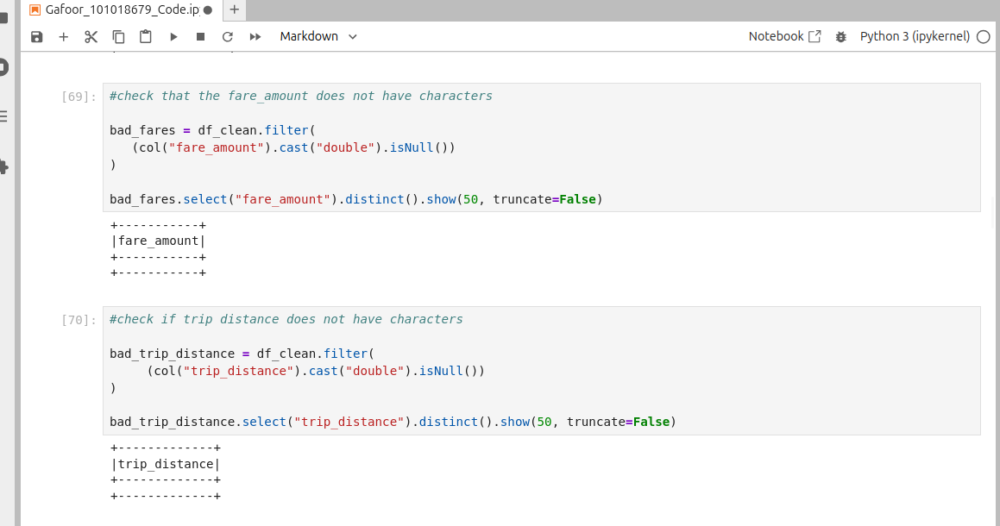 Gafoor_101018679_Code.ip
Markdown
Notebook
Python 3 (ipykernel)
[69]:
#check that the fare_amount does not have characters
bad_fares = df_clean.filter(
   (col("fare_amount").cast("double").isNull())
)
bad_fares.select("fare_amount").distinct().show(50, truncate=False)
+-----------+
|fare_amount|
+-----------+
+-----------+
[70]:
#check if trip distance does not have characters
bad_trip_distance = df_clean.filter(
     (col("trip_distance").cast("double").isNull())
)
bad_trip_distance.select("trip_distance").distinct().show(50, truncate=False)
+-------------+
|trip_distance|
+-------------+
+-------------+